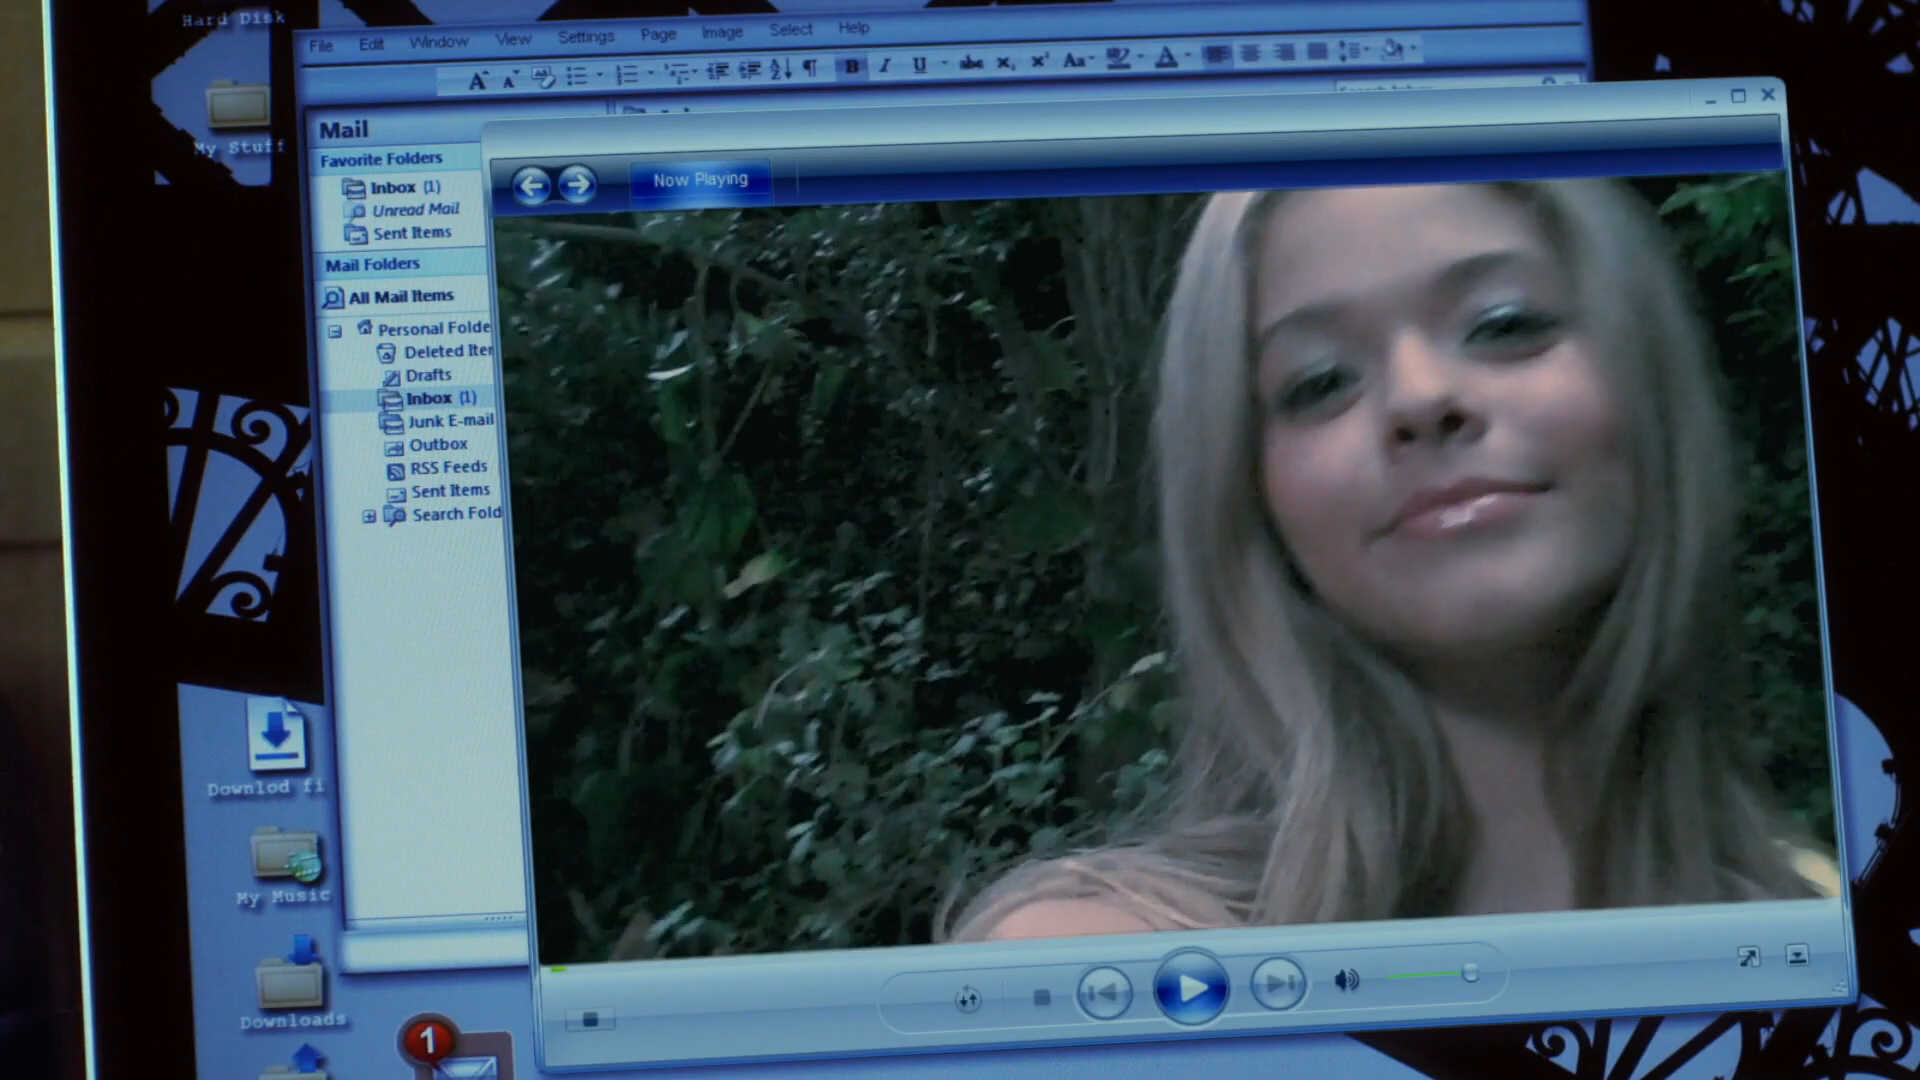 Hard Disk
My Stuff
File Edit Window View Settings Page Image Select Help
B I U abc x, x' Aa A
Mail
Favorite Folders
Inbox (1)
Unread Mail
Sent Items
Mail Folders
All Mail Items
Personal Folde
Deleted Iter
Drafts
Inbox (1)
Junk E-mail
Outbox
RSS Feeds
Sent Items
Search Fold
Now Playing
Downlod fi
My Music
Downloads
1